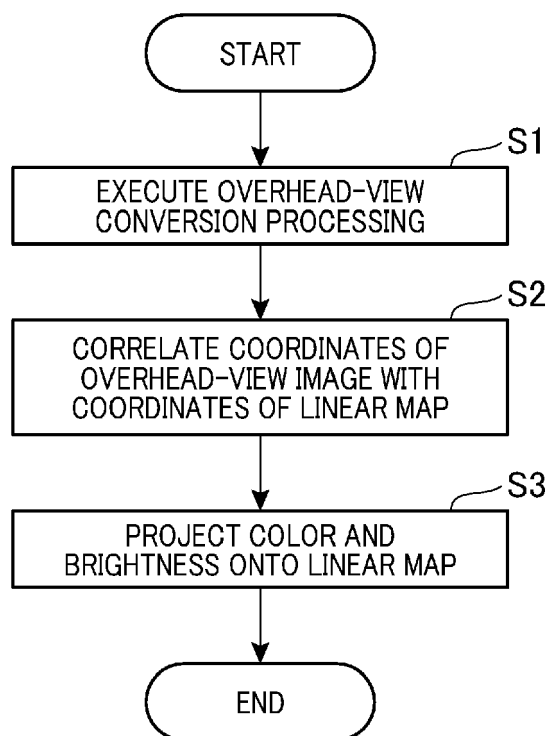 START
S1
EXECUTE OVERHEAD-VIEW
CONVERSION PROCESSING
S2
CORRELATE COORDINATES OF
OVERHEAD-VIEW IMAGE WITH
COORDINATES OF LINEAR MAP
S3
PROJECT COLOR AND
BRIGHTNESS ONTO LINEAR MAP
END